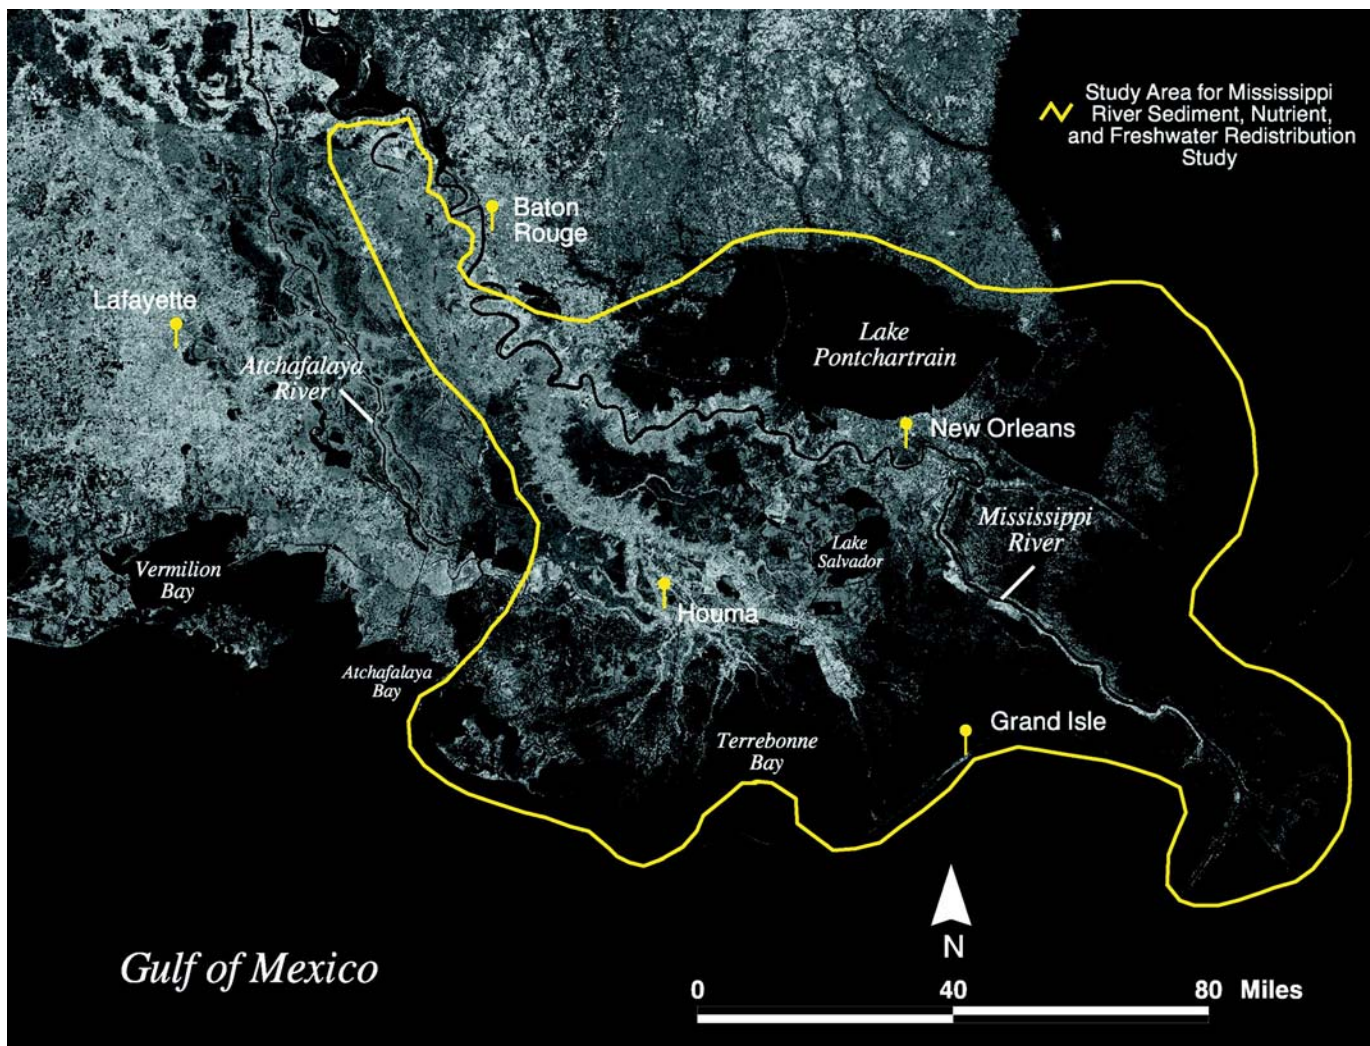 Study Area for Mississippi
River Sediment, Nutrient,
and Freshwater Redistribution
Study
Baton
Rouge
Lafayette
Atchafalaya
River
Lake
Pontchartrain
New Orleans
Mississippi
River
Lake
Salvador
Vermilion
Bay
Houma
Atchafalaya
Bay
Terrebonne
Bay
Grand Isle
N
Gulf of Mexico
0 40 80 Miles